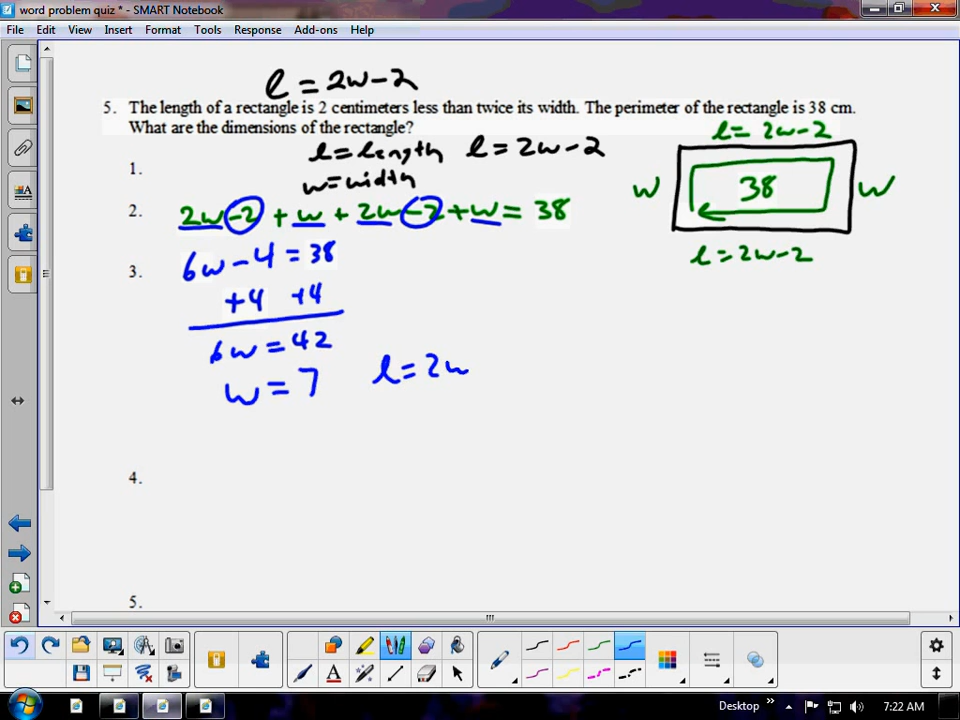 word problem quiz * - SMART Notebook
File Edit View Insert Format Tools Response Add-ons Help
l = 2w-2
5. The length of a rectangle is 2 centimeters less than twice its width. The perimeter of the rectangle is 38 cm.
What are the dimensions of the rectangle?
l = 2w-2
l = length l = 2w-2
1.
w = width
w 38 w
2. 2w-2 + w + 2w-2 + w = 38
l = 2w-2
6w - 4 = 38
3.
+4 +4
6w = 42
w = 7 l = 2w
4.
5.
A
Desktop » 7:22 AM